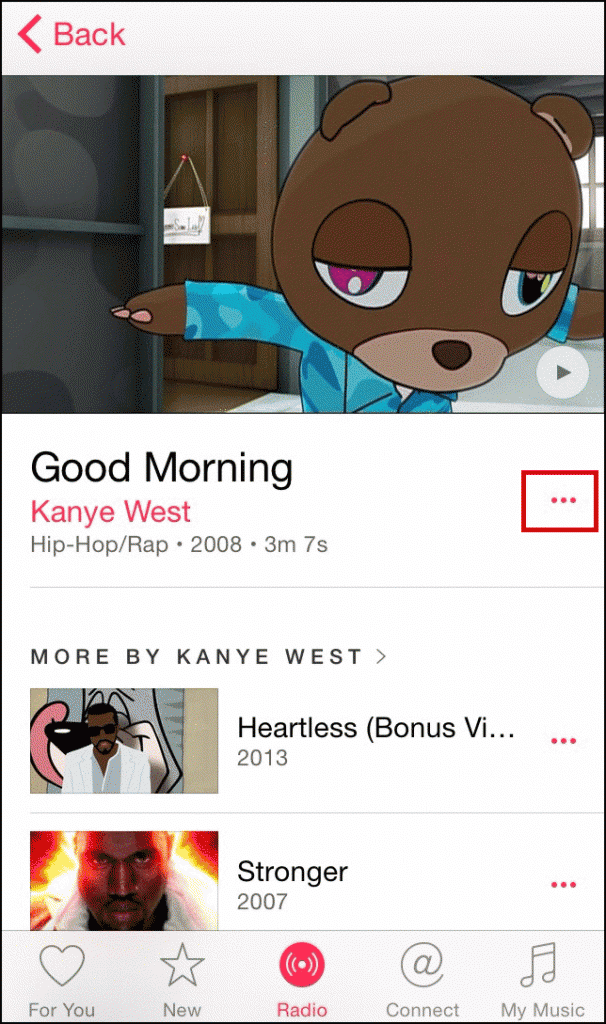 Back
Good Morning
Kanye West
Hip-Hop/Rap • 2008 • 3m 7s
MORE BY KANYE WEST >
Heartless (Bonus Vi…
2013
Stronger
2007
For You
New
Radio
Connect
My Music